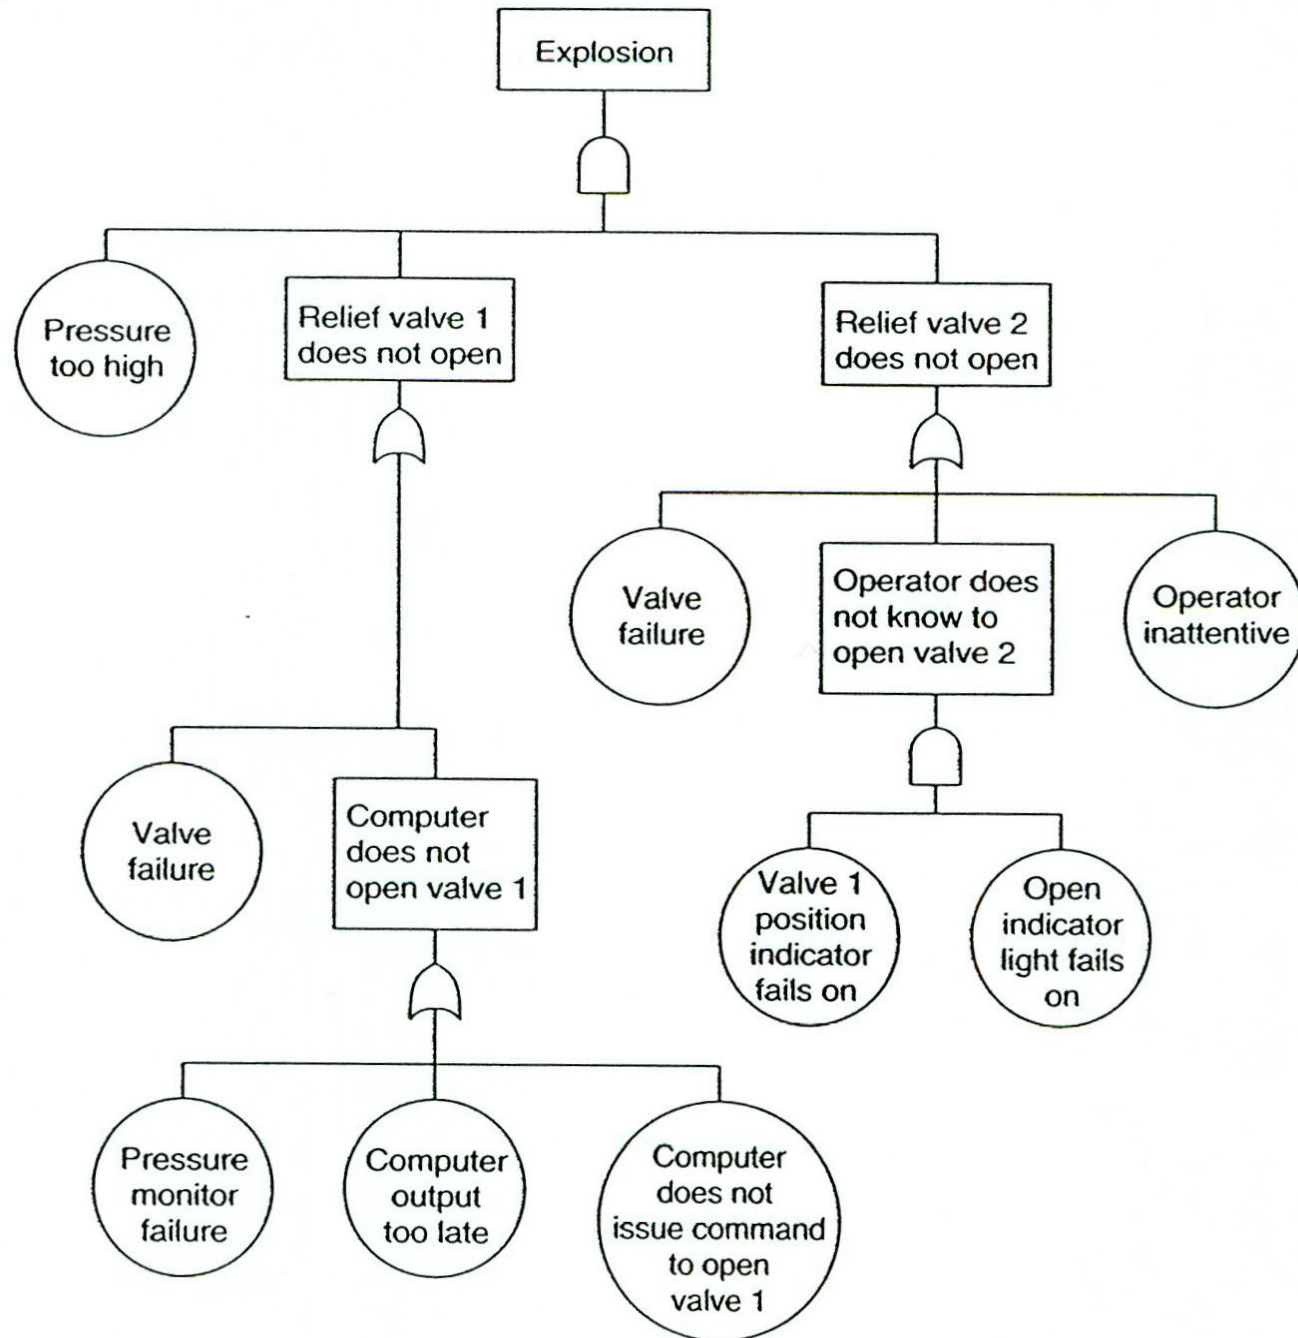 Explosion
Pressure
too high
Relief valve 1
does not open
Relief valve 2
does not open
Valve
failure
Operator does
not know to
open valve 2
Operator
inattentive
Valve
failure
Computer
does not
open valve 1
Valve 1
position
indicator
fails on
Open
indicator
light fails
on
Pressure
monitor
failure
Computer
output
too late
Computer
does not
issue command
to open
valve 1